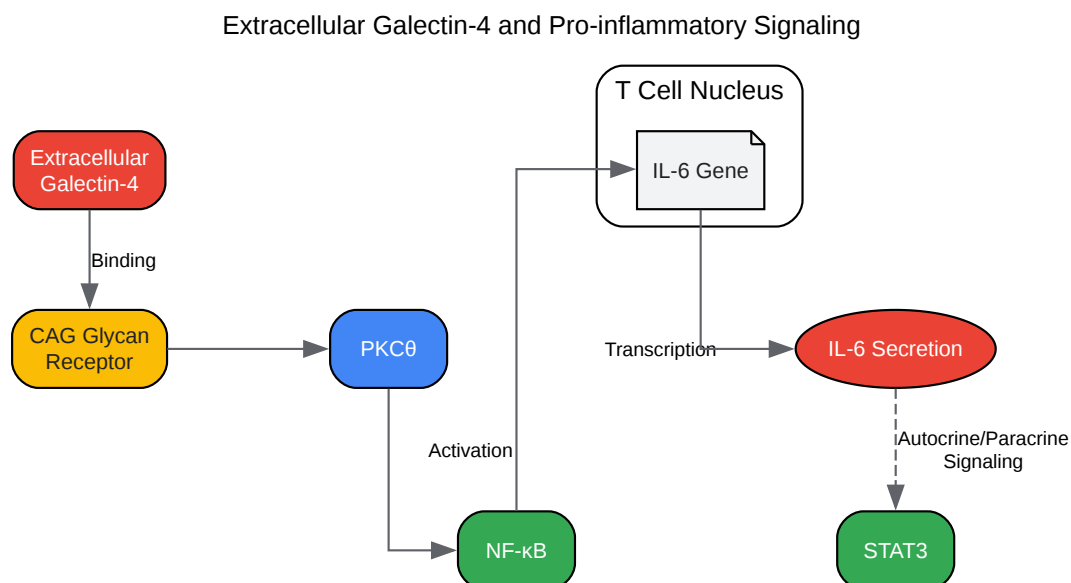 Extracellular Galectin-4 and Pro-inflammatory Signaling
T Cell Nucleus
IL-6 Gene
Extracellular
Galectin-4
Binding
CAG Glycan
Receptor
PKCθ
Transcription
IL-6 Secretion
Activation
Autocrine/Paracrine
Signaling
NF-κB
STAT3